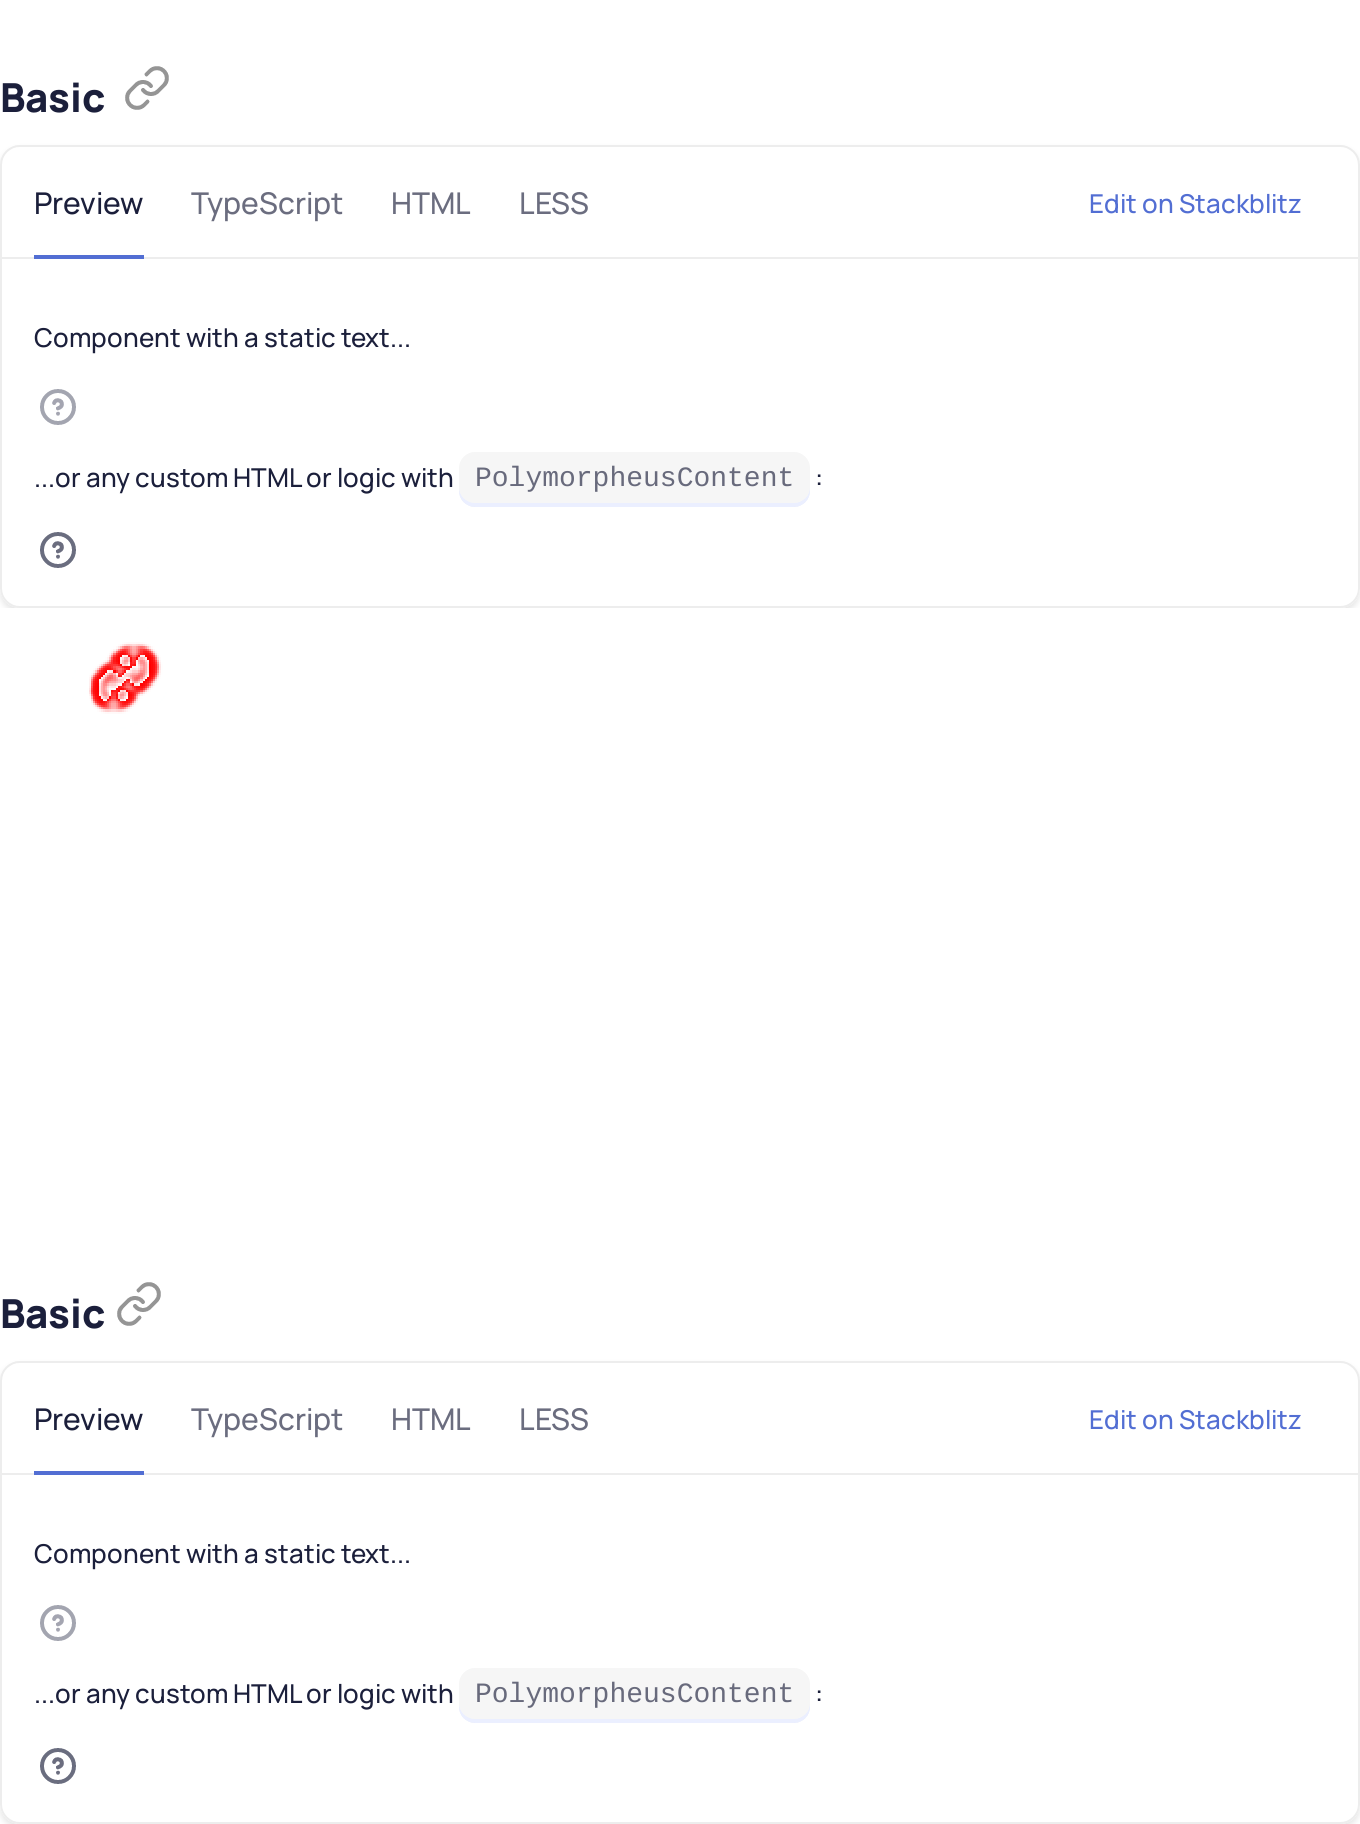 Basic
Preview TypeScript HTML LESS Edit on Stackblitz
Component with a static text...
...or any custom HTML or logic with PolymorpheusContent :
Basic
Preview TypeScript HTML LESS Edit on Stackblitz
Component with a static text...
...or any custom HTML or logic with PolymorpheusContent :